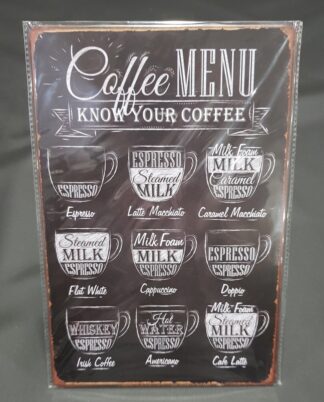 Coffee MENU
KNOW YOUR COFFEE
ESPRESSO
Espresso
ESPRESSO
Steamed
MILK
Latte Macchiato
Milk Foam
MILK
Caramel
ESPRESSO
Caramel Macchiato
Steamed
MILK
ESPRESSO
Flat White
Milk Foam
MILK
ESPRESSO
Cappuccino
ESPRESSO
ESPRESSO
Doppio
WHISKEY
ESPRESSO
Irish Coffee
Hot
WATER
ESPRESSO
Americano
Milk Foam
Steamed
MILK
ESPRESSO
Cafe Latte